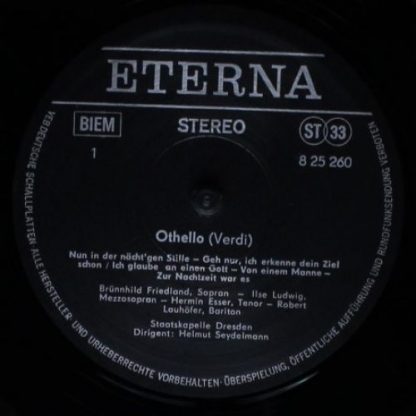 ETERNA
BIEM
STEREO
ST 33
1
8 25 260
Othello (Verdi)
Nun in der nächt'gen Stille – Geh nur, ich erkenne dein Ziel
schon / Ich glaube an einen Gott – Von einem Manne –
Zur Nachtzeit war es
Brünnhild Friedland, Sopran – Ilse Ludwig,
Mezzosopran – Hermin Esser, Tenor – Robert
Lauhöfer, Bariton
Staatskapelle Dresden
Dirigent: Helmut Seydelmann
VEB DEUTSCHE SCHALLPLATTEN ALLE HERSTELLER- UND URHEBERRECHTE VORBEHALTEN · ÜBERSPIELUNG, ÖFFENTLICHE AUFFÜHRUNG UND RUNDFUNKSENDUNG VERBOTEN